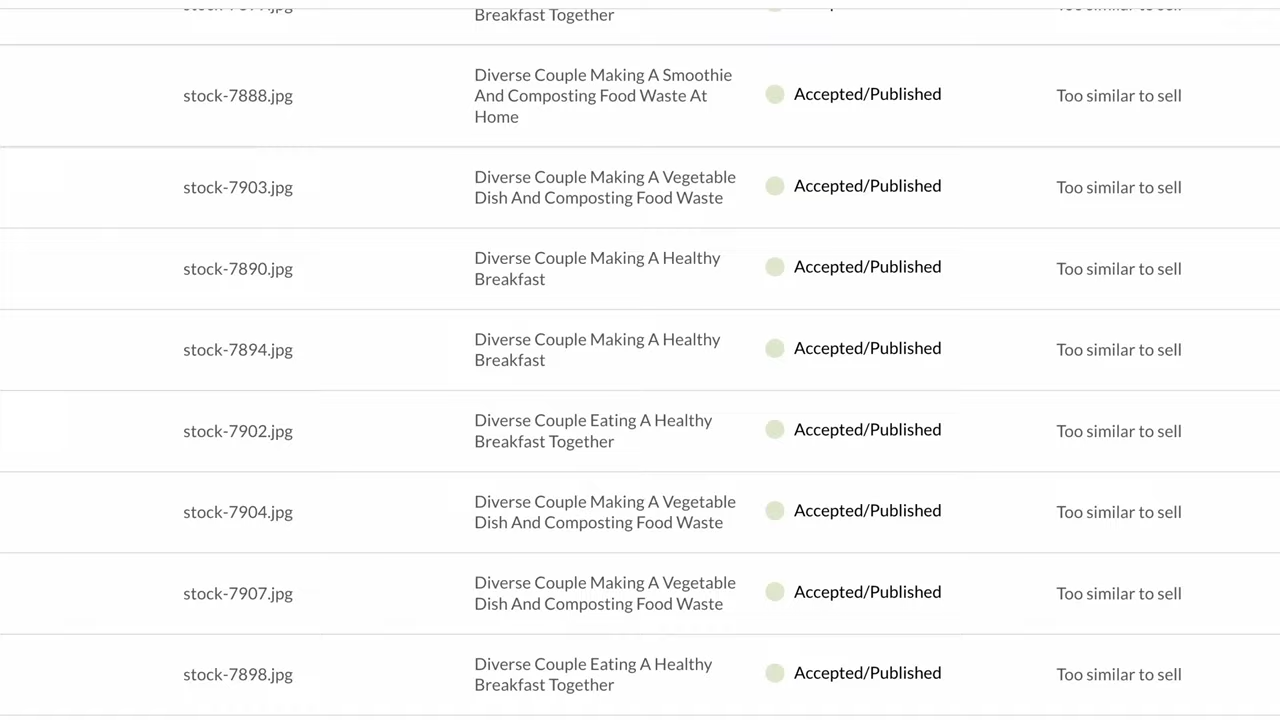 Breakfast Together
stock-7888.jpg
Diverse Couple Making A Smoothie
And Composting Food Waste At
Home
Accepted/Published
Too similar to sell
stock-7903.jpg
Diverse Couple Making A Vegetable
Dish And Composting Food Waste
Accepted/Published
Too similar to sell
stock-7890.jpg
Diverse Couple Making A Healthy
Breakfast
Accepted/Published
Too similar to sell
stock-7894.jpg
Diverse Couple Making A Healthy
Breakfast
Accepted/Published
Too similar to sell
stock-7902.jpg
Diverse Couple Eating A Healthy
Breakfast Together
Accepted/Published
Too similar to sell
stock-7904.jpg
Diverse Couple Making A Vegetable
Dish And Composting Food Waste
Accepted/Published
Too similar to sell
stock-7907.jpg
Diverse Couple Making A Vegetable
Dish And Composting Food Waste
Accepted/Published
Too similar to sell
stock-7898.jpg
Diverse Couple Eating A Healthy
Breakfast Together
Accepted/Published
Too similar to sell